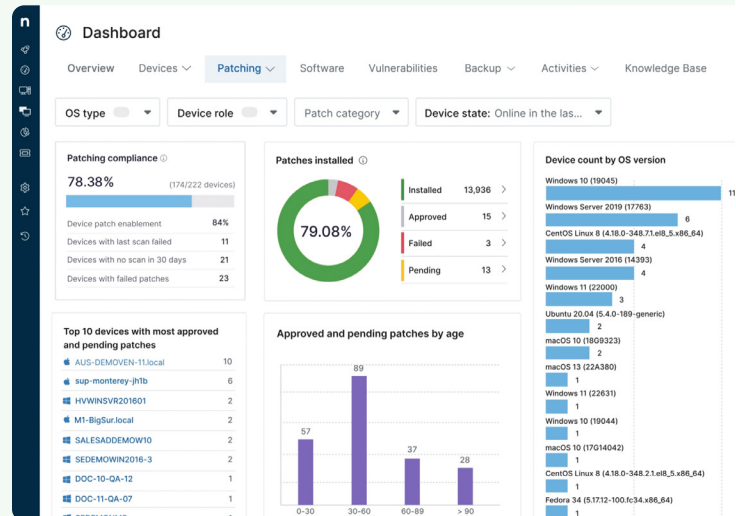 n
Dashboard
Overview Devices Patching Software Vulnerabilities Backup Activities Knowledge Base
OS type Device role Patch category Device state: Online in the las...
Patching compliance
78.38% (174/222 devices)
Device patch enablement 84%
Devices with last scan failed 11
Devices with no scan in 30 days 21
Devices with failed patches 23
Patches installed
79.08%
Installed 13,936
Approved 15
Failed 3
Pending 13
Device count by OS version
Windows 10 (19045)
11
Windows Server 2019 (17763)
6
CentOS Linux 8 (4.18.0-348.7.1.el8_5.x86_64)
4
Windows Server 2016 (14393)
4
Windows 11 (22000)
3
Ubuntu 20.04 (5.4.0-189-generic)
2
macOS 10 (18G9323)
2
macOS 13 (22A380)
1
Windows 11 (22631)
1
Windows 10 (19044)
1
macOS 10 (17G14042)
1
CentOS Linux 8 (4.18.0-348.2.1.el8_5.x86_64)
1
Fedora 34 (5.17.12-100.fc34.x86_64)
1
Top 10 devices with most approved
and pending patches
AUS-DEMOVEN-11.local 10
sup-monterey-jh1b 6
HVWINSVR201601 2
M1-BigSur.local 2
SALESADDEMOW10 2
SEDEMOWIN2016-3 2
DOC-10-QA-12 1
DOC-11-QA-07 1
Approved and pending patches by age
57
89
37
28
0-30 30-60 60-89 > 90